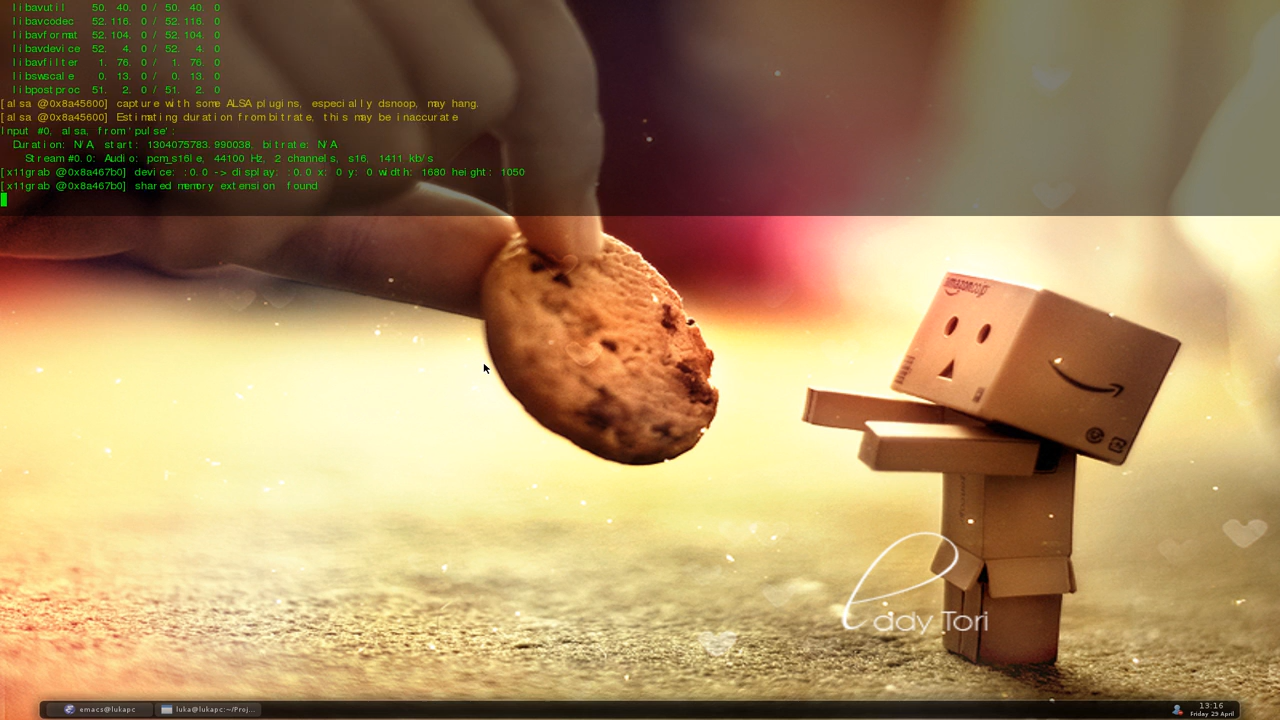 libavutil 50. 40. 0 / 50. 40. 0
libavcodec 52.116. 0 / 52.116. 0
libavformat 52.104. 0 / 52.104. 0
libavdevice 52. 4. 0 / 52. 4. 0
libavfilter 1. 76. 0 / 1. 76. 0
libswscale 0. 13. 0 / 0. 13. 0
libpostproc 51. 2. 0 / 51. 2. 0
[alsa @0x8a45600] capture with some ALSA plugins, especially dsnoop, may hang.
[alsa @0x8a45600] Estimating duration from bitrate, this may be inaccurate
Input #0, alsa, from 'pulse':
Duration: N/A, start: 1304075783.990038, bitrate: N/A
Stream #0.0: Audio: pcm_s16le, 44100 Hz, 2 channels, s16, 1411 kb/s
[x11grab @0x8a467b0] device: :0.0 -> display: :0.0 x: 0 y: 0 width: 1680 height: 1050
[x11grab @0x8a467b0] shared memory extension found
amazon.co.jp
eddy Tori
emacs@lukapc
luka@lukapc:~/Proj...
13:16
Friday 29 April